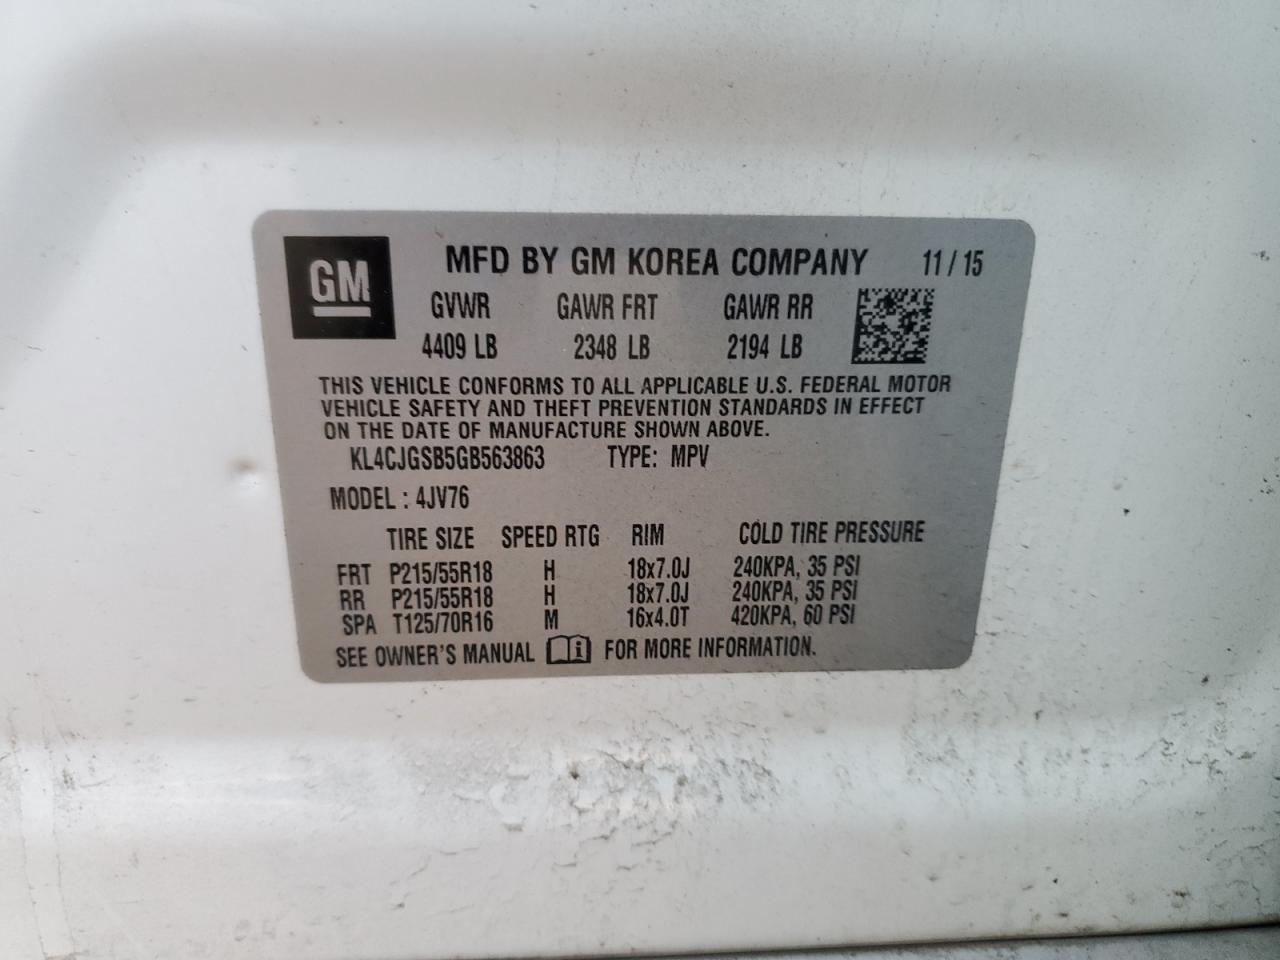 GM
MFD BY GM KOREA COMPANY 11 / 15
GVWR GAWR FRT GAWR RR
4409 LB 2348 LB 2194 LB
THIS VEHICLE CONFORMS TO ALL APPLICABLE U.S. FEDERAL MOTOR
VEHICLE SAFETY AND THEFT PREVENTION STANDARDS IN EFFECT
ON THE DATE OF MANUFACTURE SHOWN ABOVE.
KL4CJGSB5GB563863 TYPE: MPV
MODEL : 4JV76
TIRE SIZE SPEED RTG RIM COLD TIRE PRESSURE
FRT P215/55R18 H 18x7.0J 240KPA, 35 PSI
RR P215/55R18 H 18x7.0J 240KPA, 35 PSI
SPA T125/70R16 M 16x4.0T 420KPA, 60 PSI
SEE OWNER'S MANUAL i FOR MORE INFORMATION.